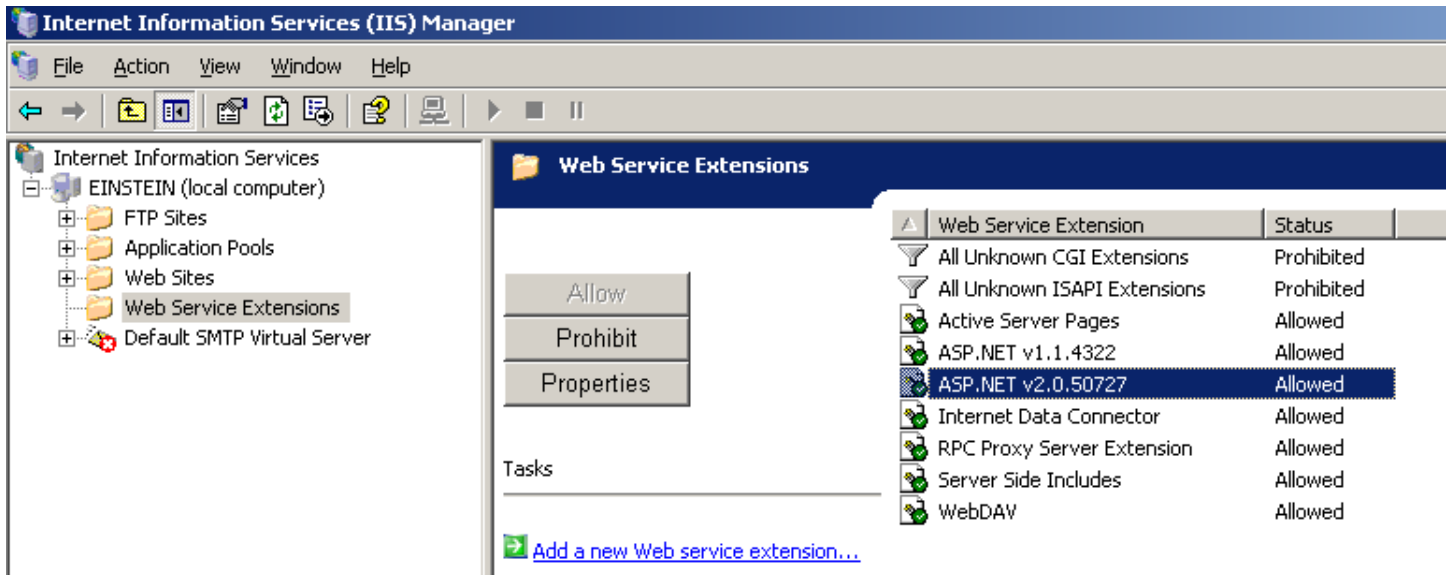 Internet Information Services (IIS) Manager
File Action View Window Help
Internet Information Services
EINSTEIN (local computer)
FTP Sites
Application Pools
Web Sites
Web Service Extensions
Default SMTP Virtual Server
Web Service Extensions
Allow
Prohibit
Properties
Tasks
Add a new Web service extension...
Web Service Extension Status
All Unknown CGI Extensions Prohibited
All Unknown ISAPI Extensions Prohibited
Active Server Pages Allowed
ASP.NET v1.1.4322 Allowed
ASP.NET v2.0.50727 Allowed
Internet Data Connector Allowed
RPC Proxy Server Extension Allowed
Server Side Includes Allowed
WebDAV Allowed